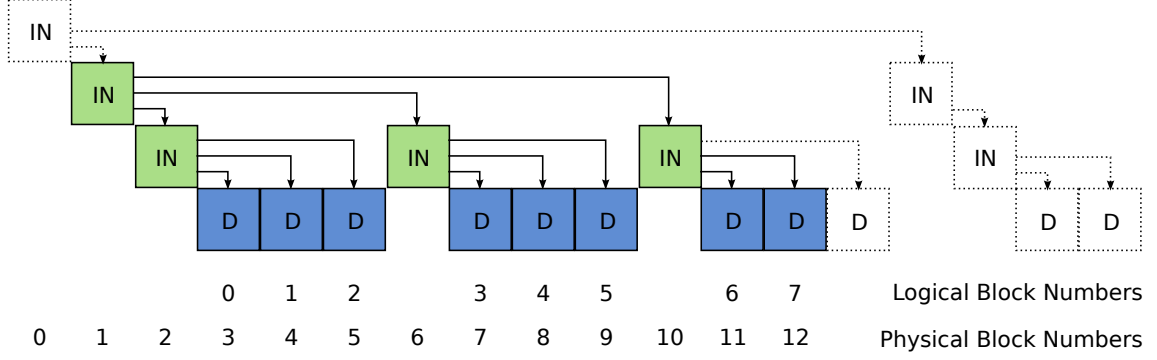 IN
IN IN
IN IN IN IN
D D D D D D D D D D D
0 1 2 3 4 5 6 7 Logical Block Numbers
0 1 2 3 4 5 6 7 8 9 10 11 12 Physical Block Numbers